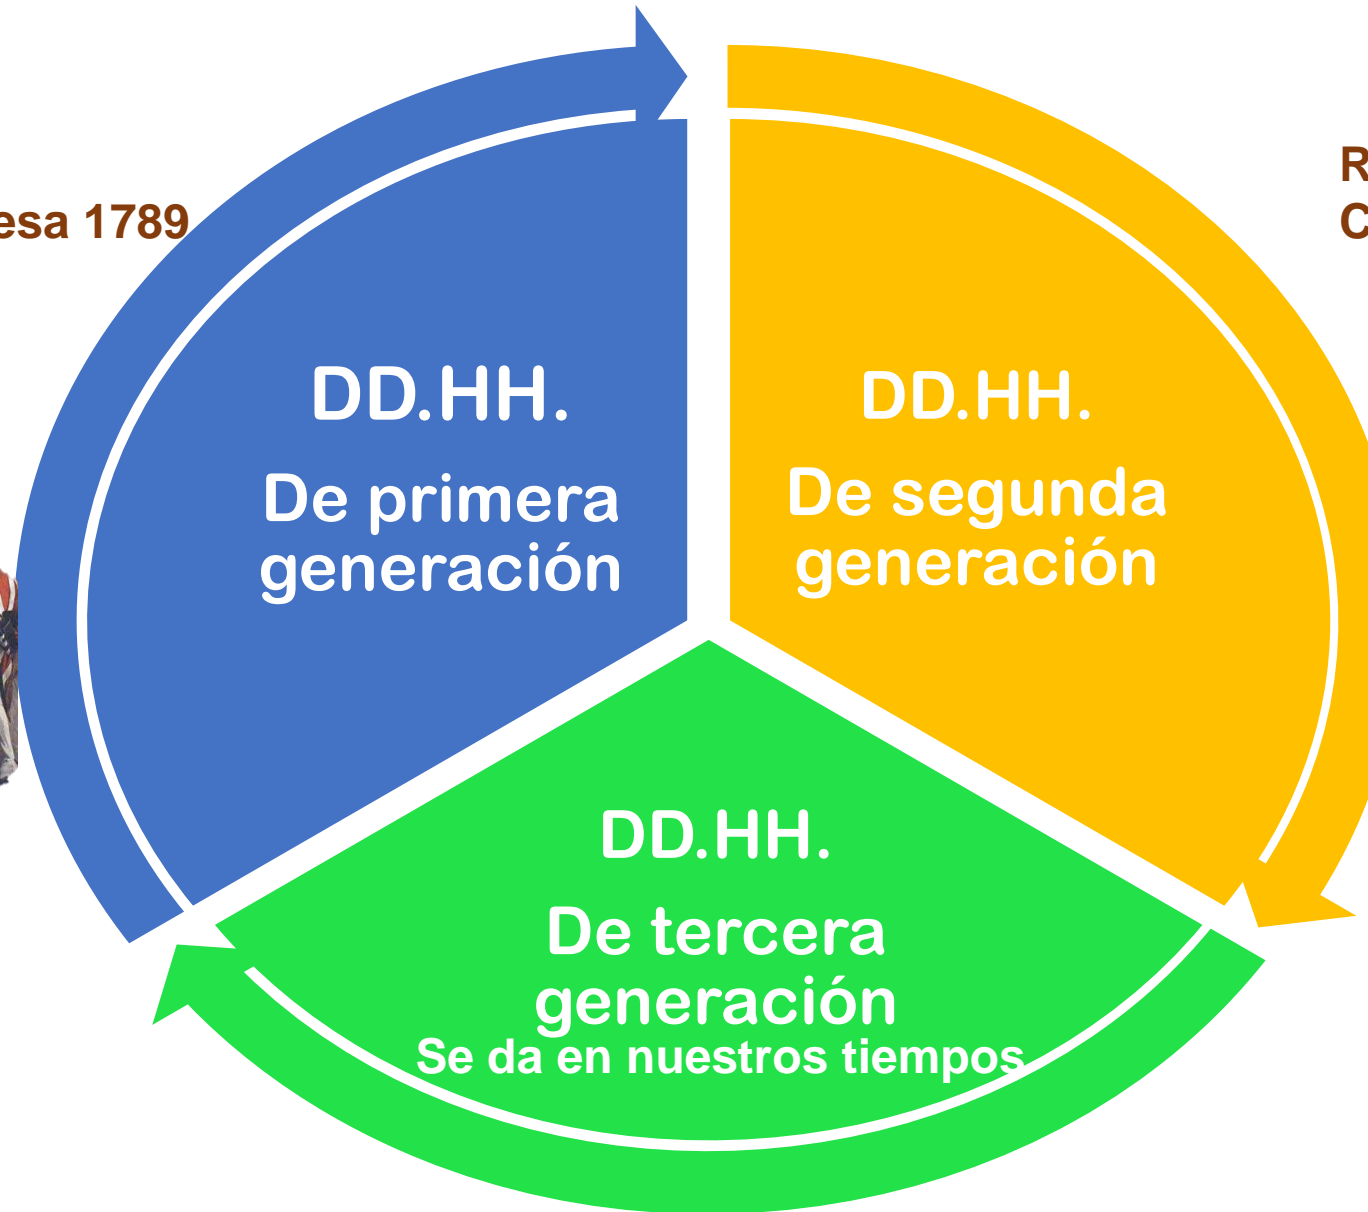 esa 1789
R
C
DD.HH.
De primera
generación
DD.HH.
De segunda
generación
DD.HH.
De tercera
generación
Se da en nuestros tiempos